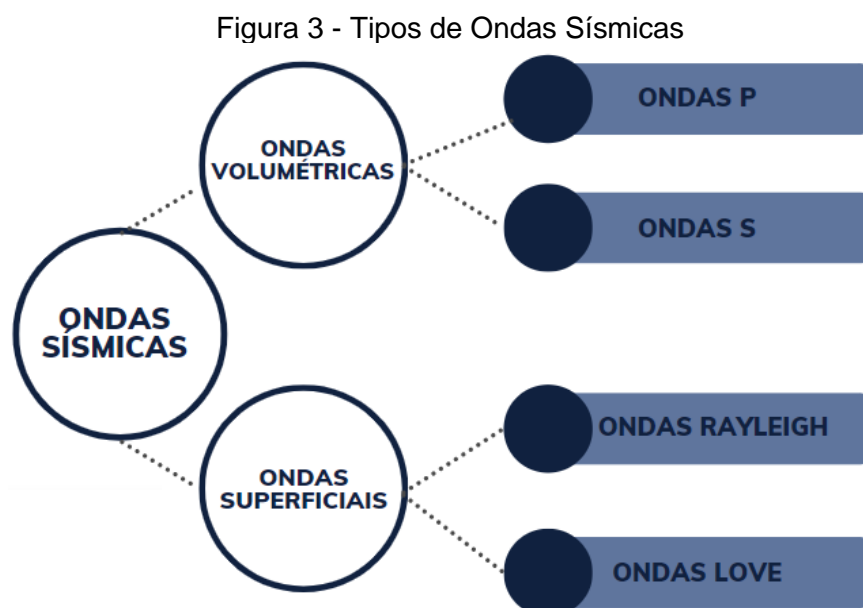 Figura 3 - Tipos de Ondas Sísmicas
ONDAS
SÍSMICAS
ONDAS
VOLUMÉTRICAS
ONDAS P
ONDAS S
ONDAS
SUPERFICIAIS
ONDAS RAYLEIGH
ONDAS LOVE